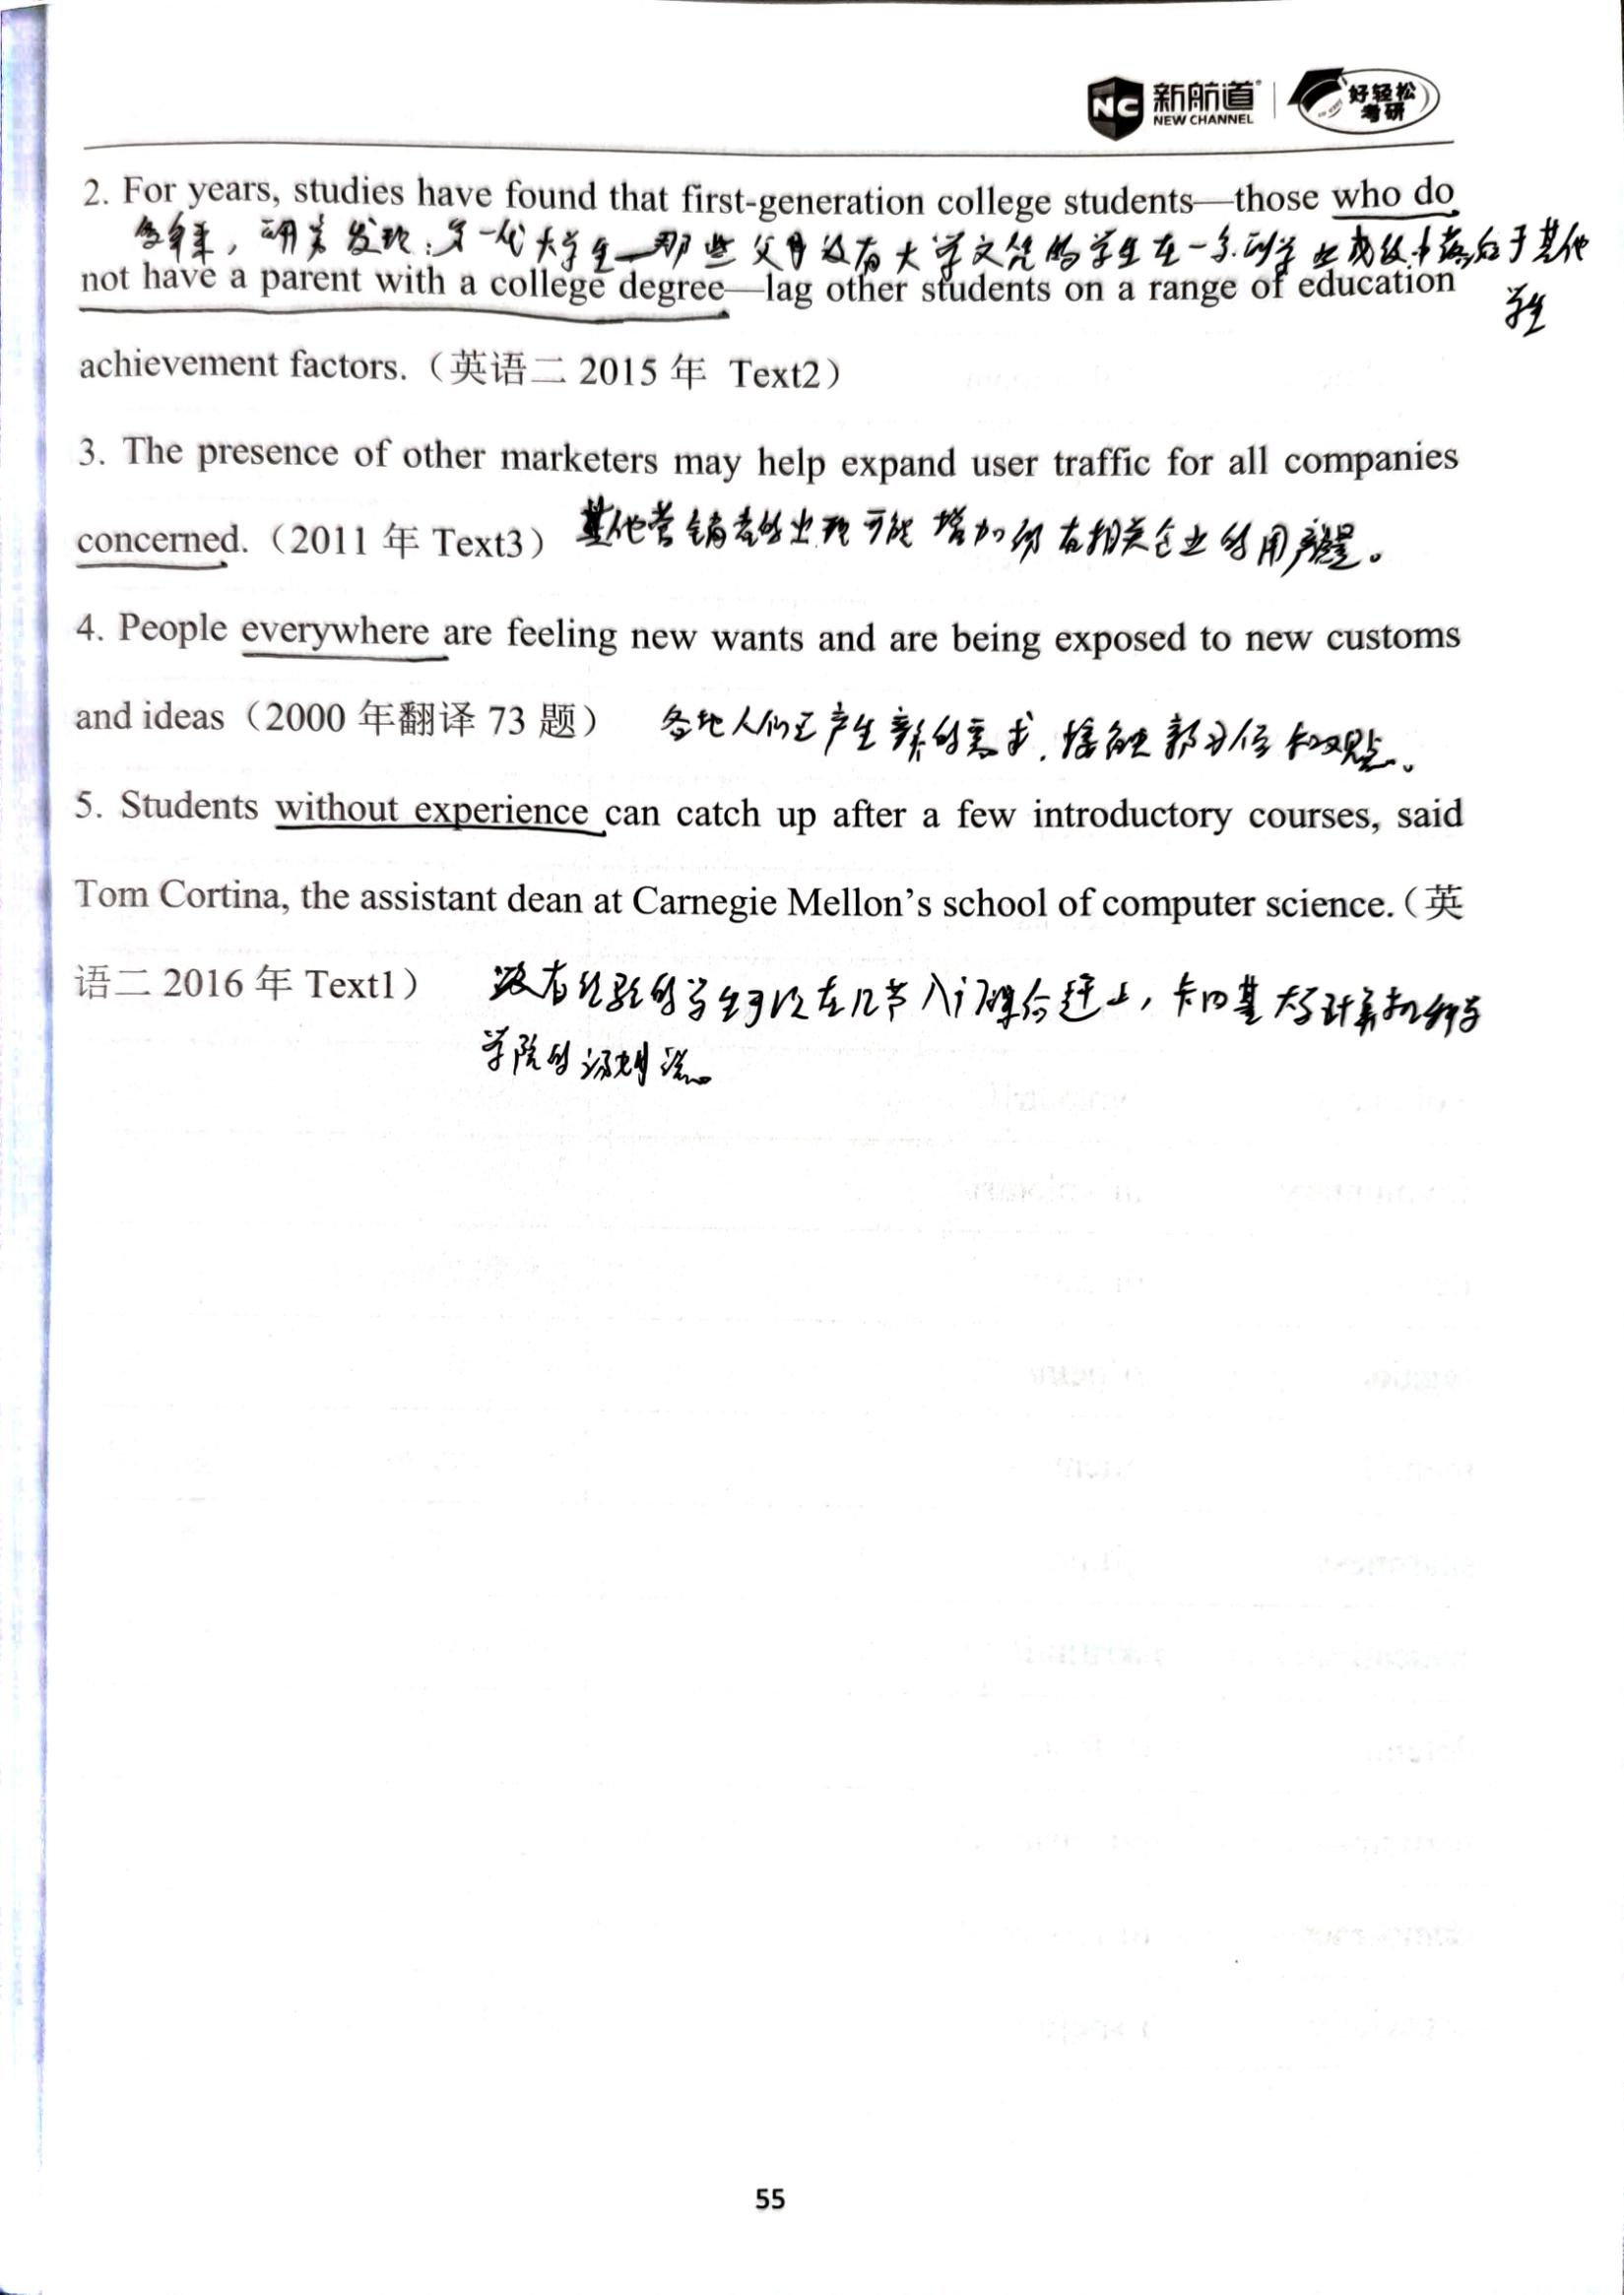 NC 新航道 NEW CHANNEL 好轻松考研
2. For years, studies have found that first-generation college students—those who do
多年来，研究发现：第一代大学生—那些父母没有大学文凭的学生在一系列学业成绩中落后于其他
not have a parent with a college degree—lag other students on a range of education
学生
achievement factors.（英语二 2015 年 Text2）
3. The presence of other marketers may help expand user traffic for all companies
concerned.（2011 年 Text3） 其他营销者的出现可能增加所有相关企业的用户流量。
4. People everywhere are feeling new wants and are being exposed to new customs
and ideas（2000 年翻译 73 题） 各地人们正产生新的需求，接触新习俗和观点。
5. Students without experience can catch up after a few introductory courses, said
Tom Cortina, the assistant dean at Carnegie Mellon’s school of computer science.（英
语二 2016 年 Text1） 没有经验的学生可以在几节入门课后赶上，卡内基大学计算机科学
学院的 说。
55